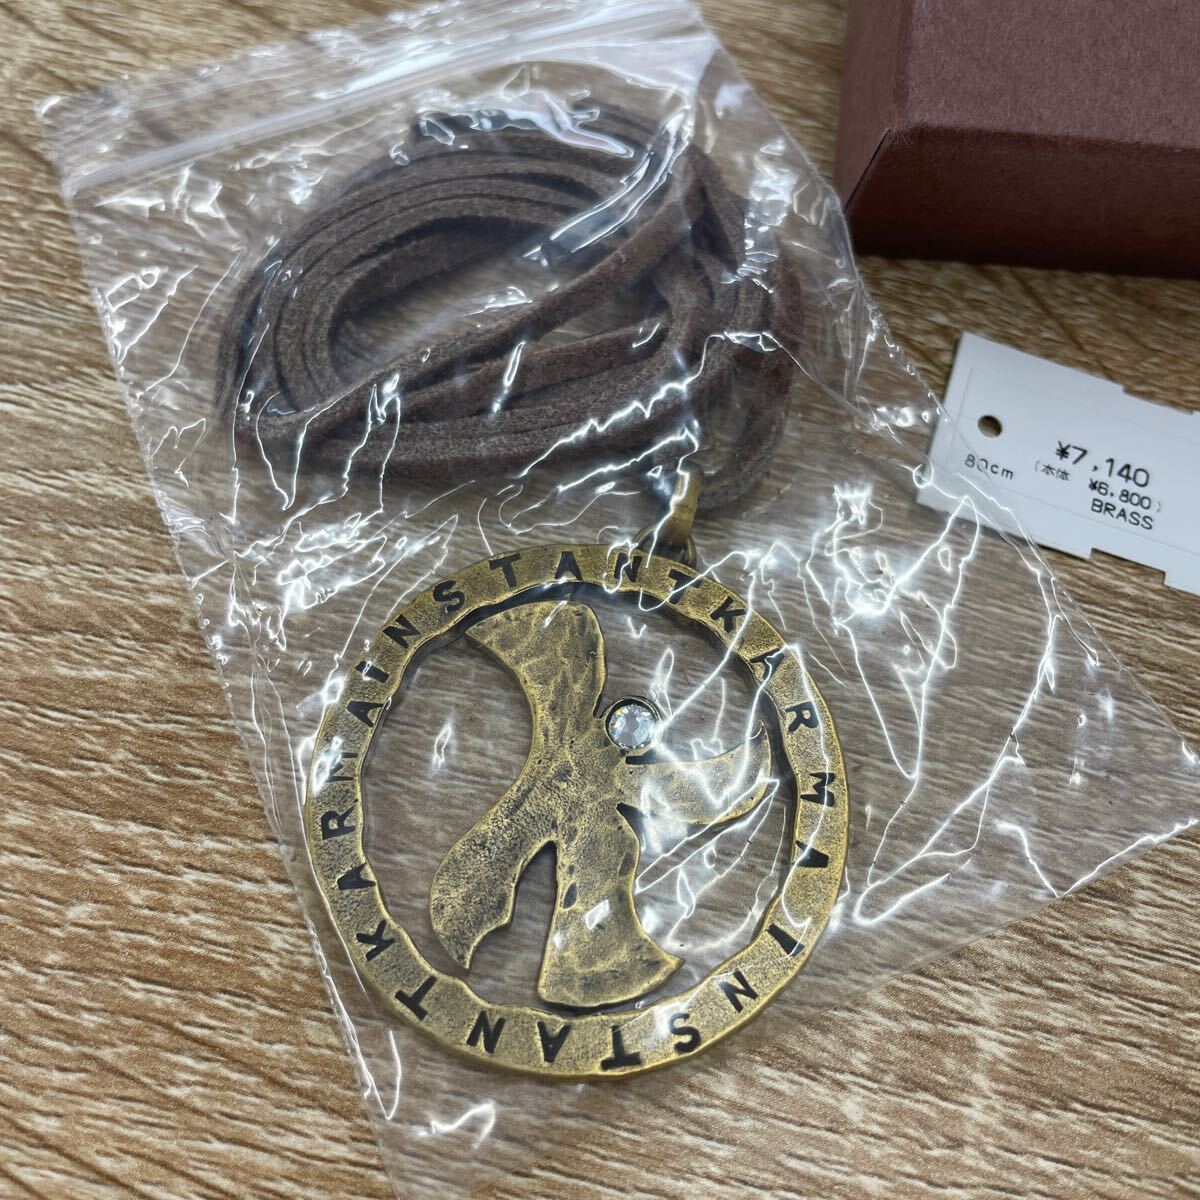 INSTANTKARMAINSTANTKARMA
¥7,140
80cm (本体 ¥6,800)
BRASS